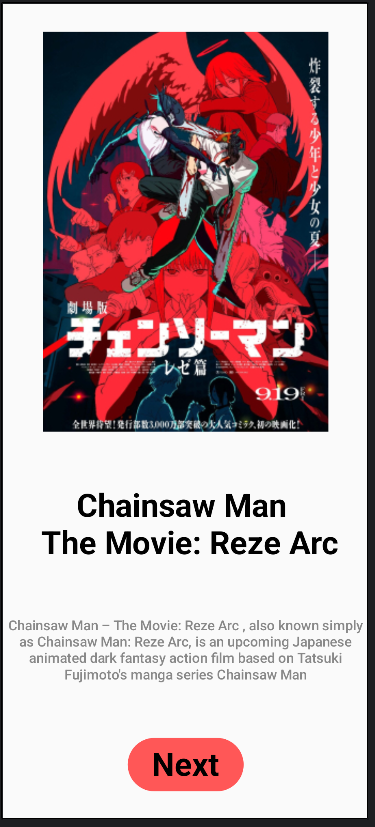 炸裂する少年と少女の夏──
劇場版
チェンソーマン
レゼ篇
9.19
全世界待望！発行部数3,000万部突破の大人気コミック、初の映画化！
Chainsaw Man
The Movie: Reze Arc
Chainsaw Man – The Movie: Reze Arc , also known simply
as Chainsaw Man: Reze Arc, is an upcoming Japanese
animated dark fantasy action film based on Tatsuki
Fujimoto's manga series Chainsaw Man
Next